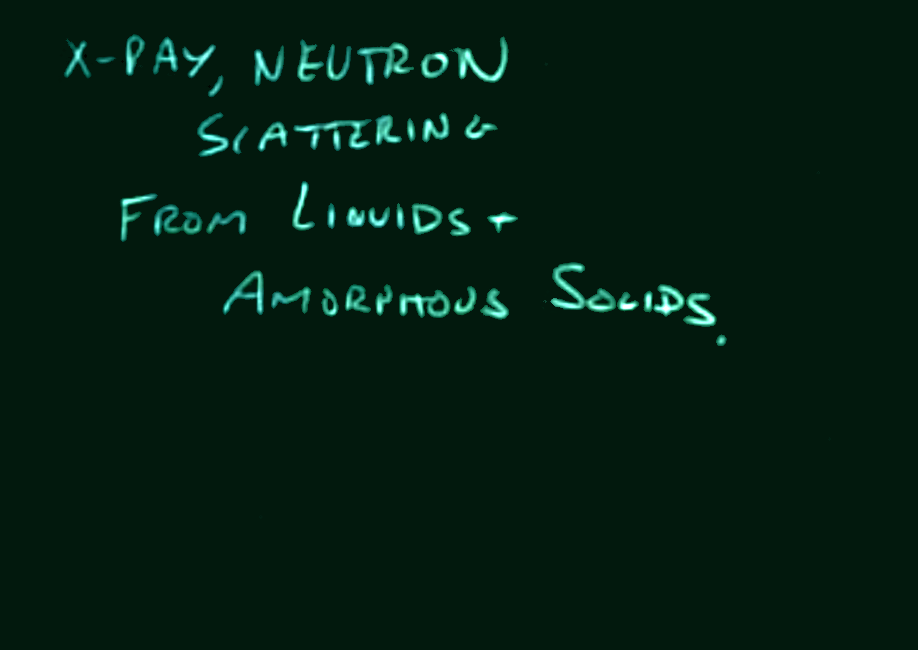 X-RAY, NEUTRON
SCATTERING
FROM LIQUIDS +
AMORPHOUS SOLIDS.